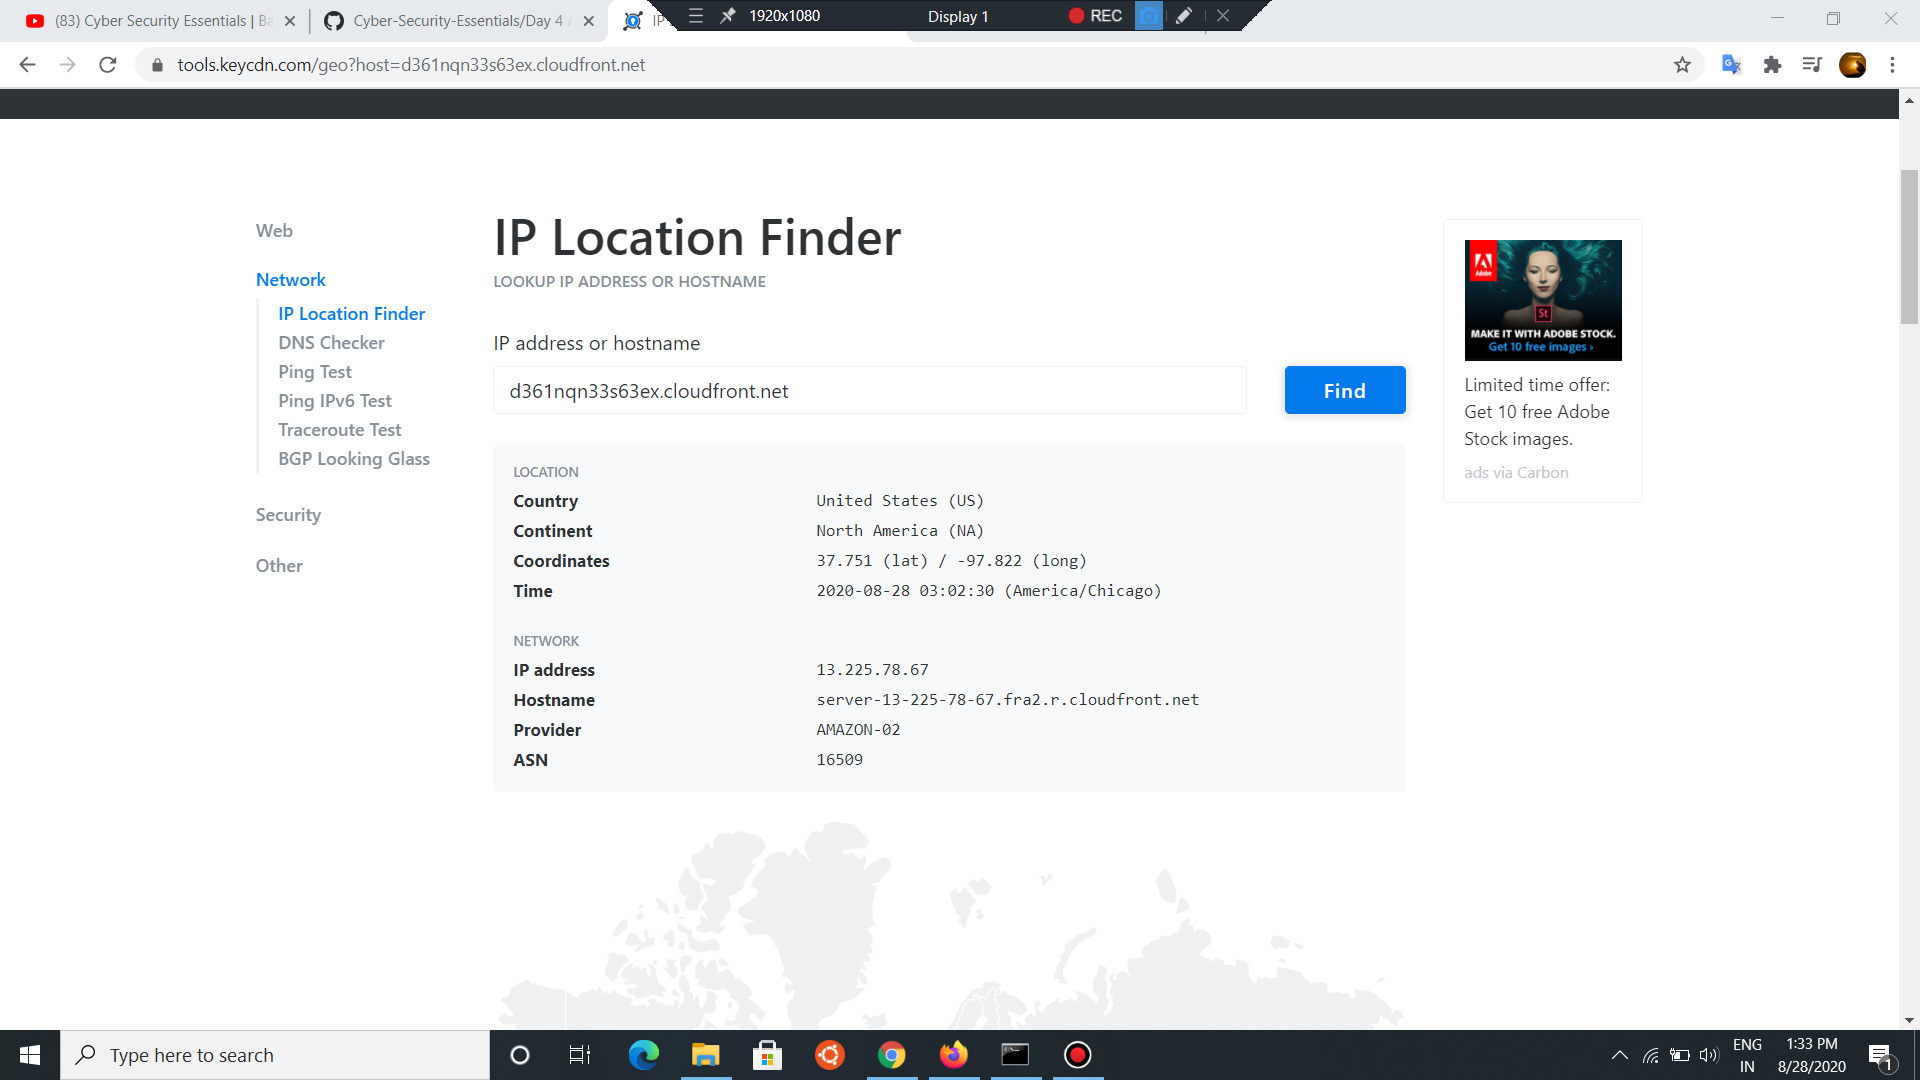 (83) Cyber Security Essentials | Ba
Cyber-Security-Essentials/Day 4
IP
1920x1080
Display 1
REC
tools.keycdn.com/geo?host=d361nqn33s63ex.cloudfront.net
Web
Network
IP Location Finder
DNS Checker
Ping Test
Ping IPv6 Test
Traceroute Test
BGP Looking Glass
Security
Other
IP Location Finder
LOOKUP IP ADDRESS OR HOSTNAME
IP address or hostname
d361nqn33s63ex.cloudfront.net
Find
LOCATION
Country United States (US)
Continent North America (NA)
Coordinates 37.751 (lat) / -97.822 (long)
Time 2020-08-28 03:02:30 (America/Chicago)
NETWORK
IP address 13.225.78.67
Hostname server-13-225-78-67.fra2.r.cloudfront.net
Provider AMAZON-02
ASN 16509
Adobe
St
MAKE IT WITH ADOBE STOCK.
Get 10 free images ›
Limited time offer:
Get 10 free Adobe
Stock images.
ads via Carbon
Type here to search
ENG
IN
1:33 PM
8/28/2020
1